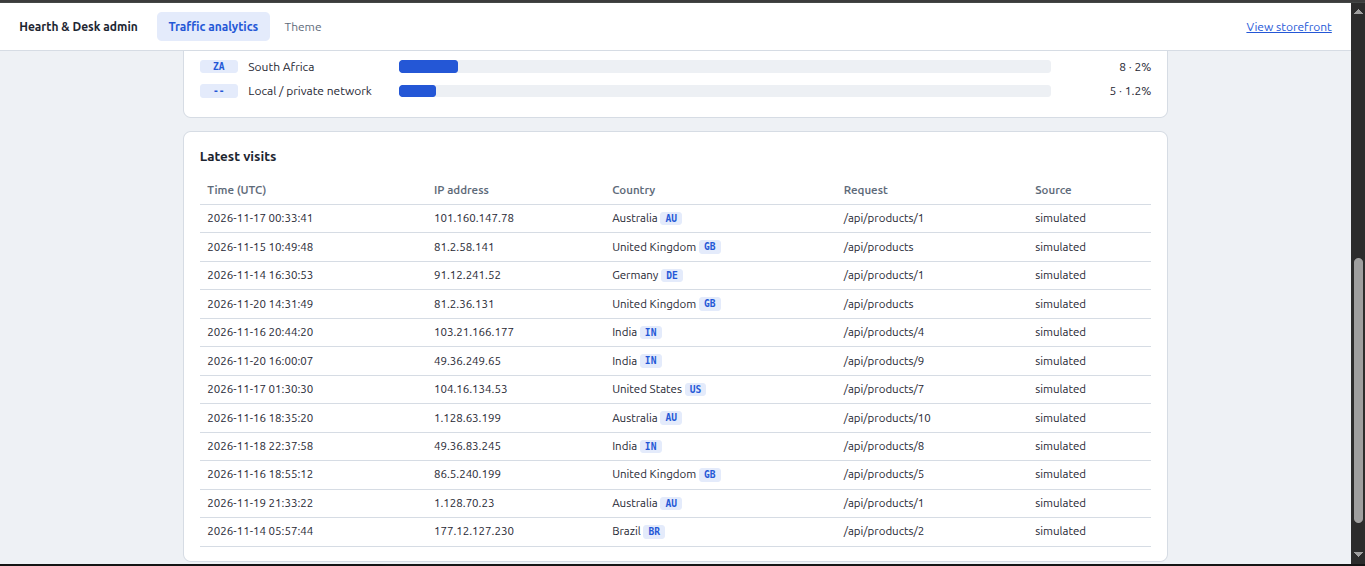 Hearth & Desk admin Traffic analytics Theme View storefront
ZA South Africa 8 · 2%
-- Local / private network 5 · 1.2%
Latest visits
Time (UTC) IP address Country Request Source
2026-11-17 00:33:41 101.160.147.78 Australia AU /api/products/1 simulated
2026-11-15 10:49:48 81.2.58.141 United Kingdom GB /api/products simulated
2026-11-14 16:30:53 91.12.241.52 Germany DE /api/products/1 simulated
2026-11-20 14:31:49 81.2.36.131 United Kingdom GB /api/products simulated
2026-11-16 20:44:20 103.21.166.177 India IN /api/products/4 simulated
2026-11-20 16:00:07 49.36.249.65 India IN /api/products/9 simulated
2026-11-17 01:30:30 104.16.134.53 United States US /api/products/7 simulated
2026-11-16 18:35:20 1.128.63.199 Australia AU /api/products/10 simulated
2026-11-18 22:37:58 49.36.83.245 India IN /api/products/8 simulated
2026-11-16 18:55:12 86.5.240.199 United Kingdom GB /api/products/5 simulated
2026-11-19 21:33:22 1.128.70.23 Australia AU /api/products/1 simulated
2026-11-14 05:57:44 177.12.127.230 Brazil BR /api/products/2 simulated